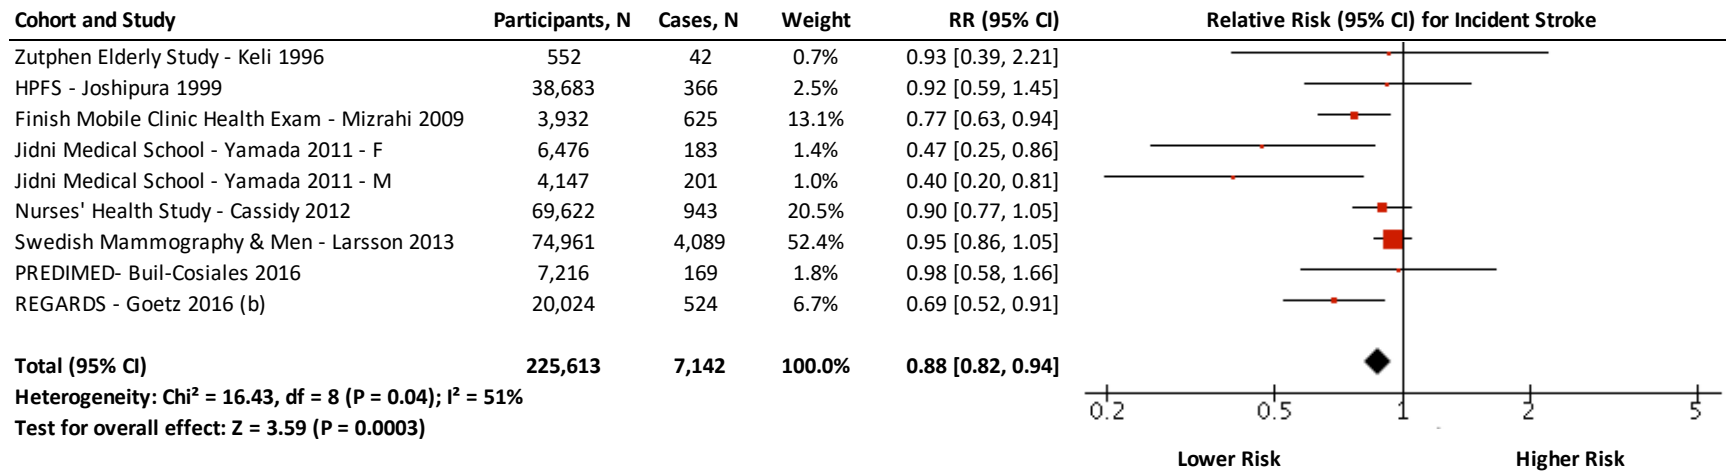 Cohort and Study Participants, N Cases, N Weight RR (95% CI) Relative Risk (95% CI) for Incident Stroke
Zutphen Elderly Study - Keli 1996 552 42 0.7% 0.93 [0.39, 2.21]
HPFS - Joshipura 1999 38,683 366 2.5% 0.92 [0.59, 1.45]
Finish Mobile Clinic Health Exam - Mizrahi 2009 3,932 625 13.1% 0.77 [0.63, 0.94]
Jidni Medical School - Yamada 2011 - F 6,476 183 1.4% 0.47 [0.25, 0.86]
Jidni Medical School - Yamada 2011 - M 4,147 201 1.0% 0.40 [0.20, 0.81]
Nurses' Health Study - Cassidy 2012 69,622 943 20.5% 0.90 [0.77, 1.05]
Swedish Mammography & Men - Larsson 2013 74,961 4,089 52.4% 0.95 [0.86, 1.05]
PREDIMED- Buil-Cosiales 2016 7,216 169 1.8% 0.98 [0.58, 1.66]
REGARDS - Goetz 2016 (b) 20,024 524 6.7% 0.69 [0.52, 0.91]
Total (95% CI) 225,613 7,142 100.0% 0.88 [0.82, 0.94]
Heterogeneity: Chi² = 16.43, df = 8 (P = 0.04); I² = 51%
0.2 0.5 1 2 5
Test for overall effect: Z = 3.59 (P = 0.0003)
Lower Risk Higher Risk